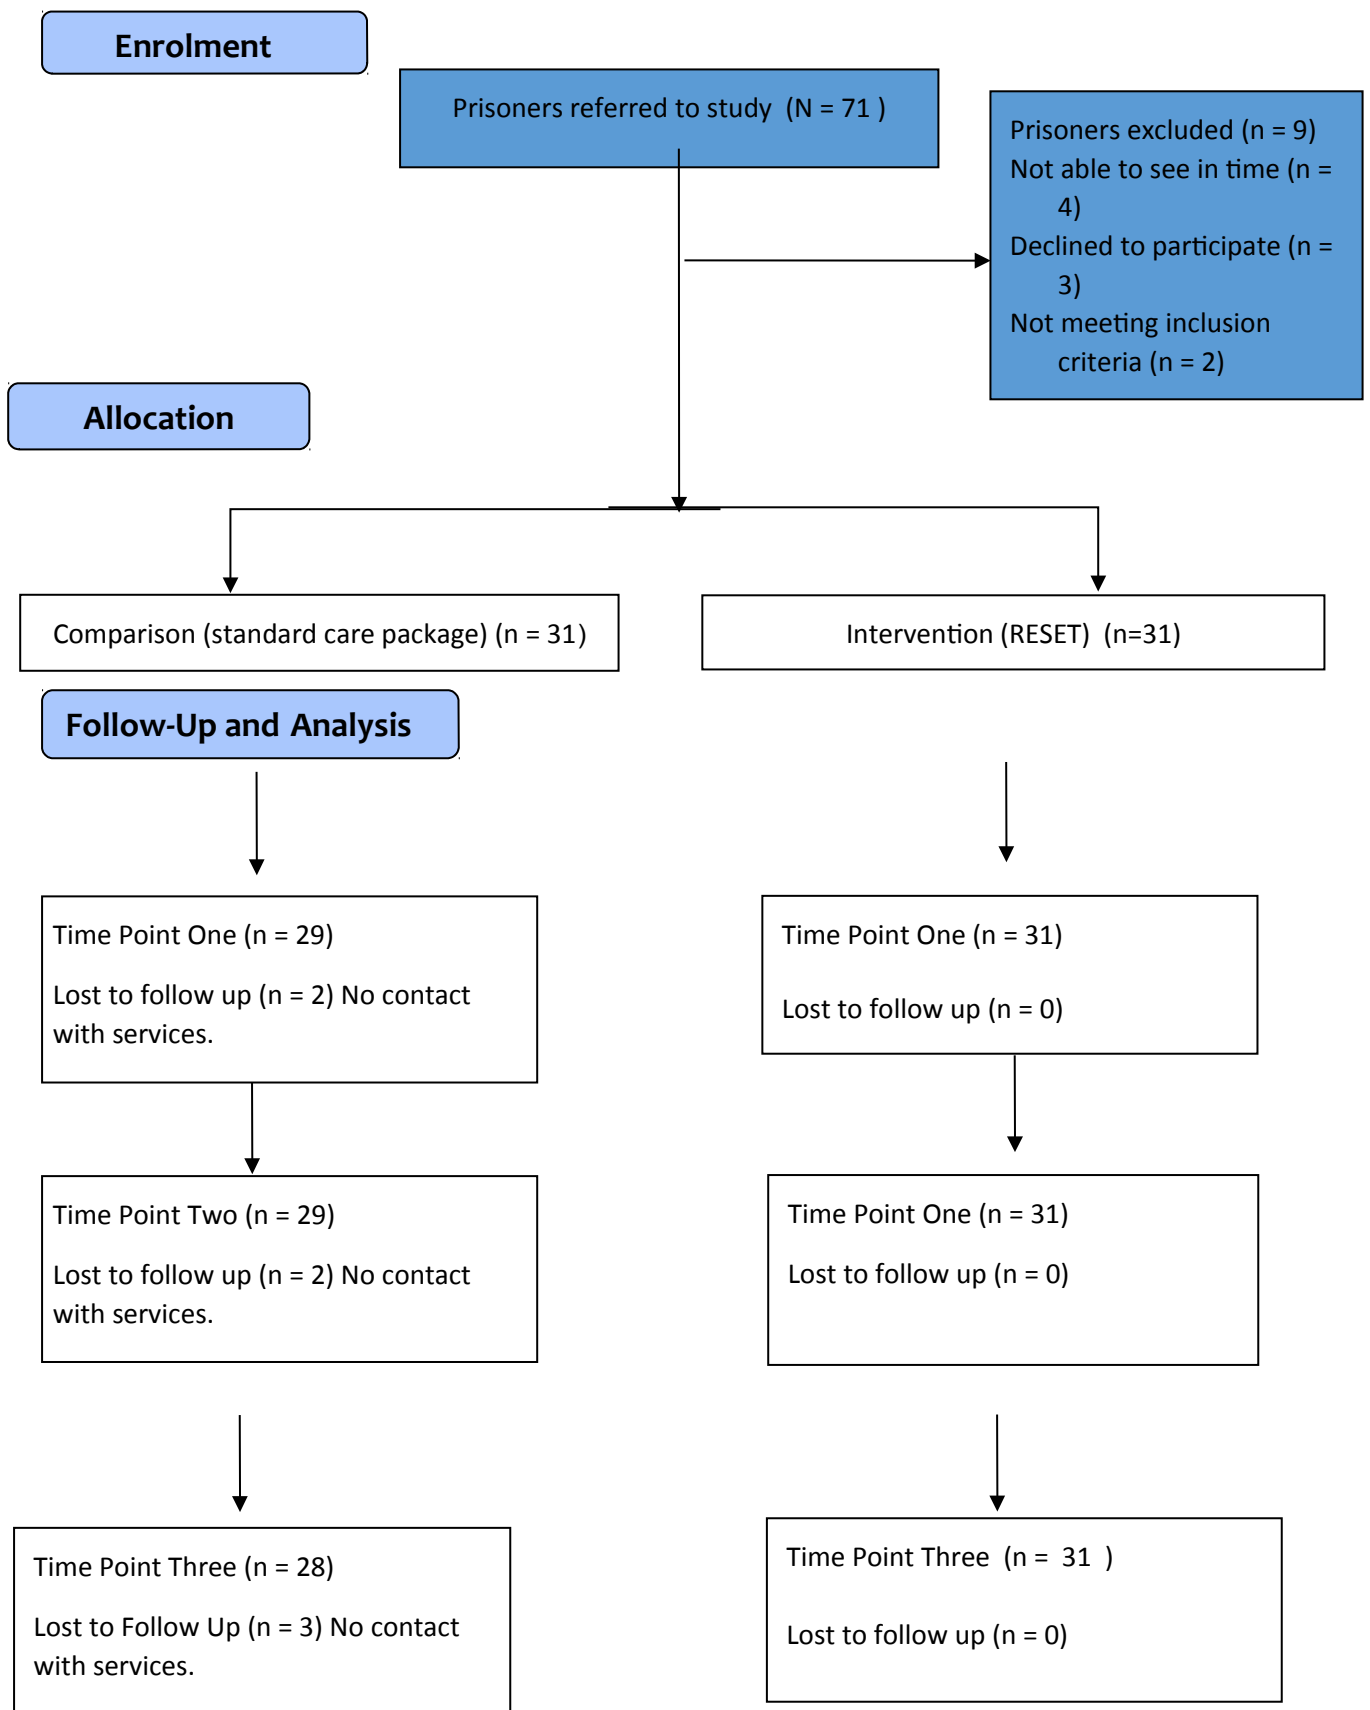 Enrolment
Prisoners referred to study (N = 71 )
Prisoners excluded (n = 9)
Not able to see in time (n =
4)
Declined to participate (n =
3)
Not meeting inclusion
criteria (n = 2)
Allocation
Comparison (standard care package) (n = 31)
Intervention (RESET) (n=31)
Follow-Up and Analysis
Time Point One (n = 29)
Lost to follow up (n = 2) No contact
with services.
Time Point One (n = 31)
Lost to follow up (n = 0)
Time Point Two (n = 29)
Lost to follow up (n = 2) No contact
with services.
Time Point One (n = 31)
Lost to follow up (n = 0)
Time Point Three (n = 28)
Lost to Follow Up (n = 3) No contact
with services.
Time Point Three (n = 31 )
Lost to follow up (n = 0)